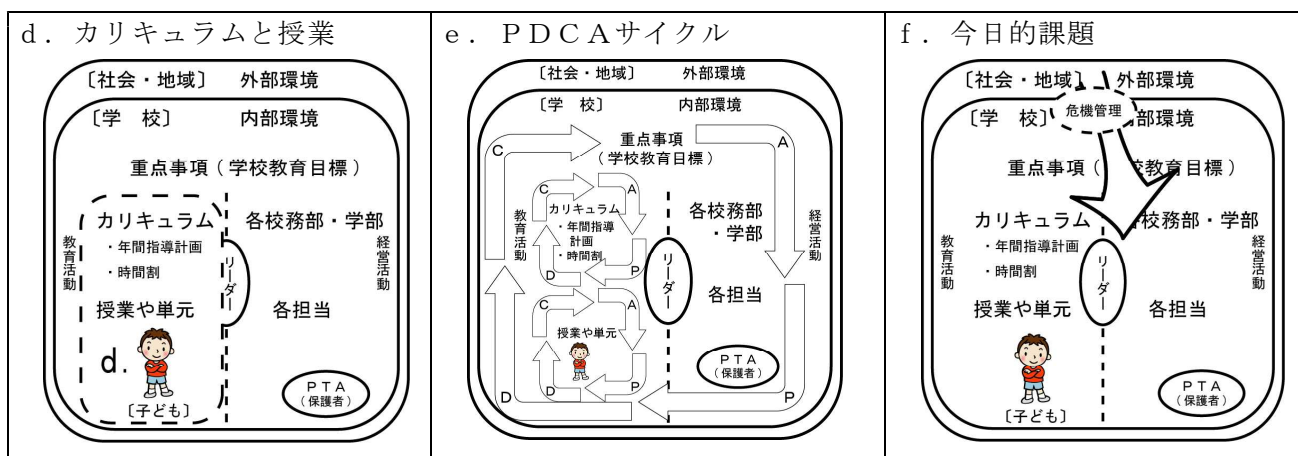 d．カリキュラムと授業
〔社会・地域〕　外部環境
〔学　校〕　内部環境
重点事項（学校教育目標）
カリキュラム
・年間指導計画
・時間割
各校務部・学部
教育活動
経営活動
リーダー
授業や単元
各担当
d.
〔子ども〕
ＰＴＡ
（保護者）
e．ＰＤＣＡサイクル
〔社会・地域〕　外部環境
〔学　校〕　内部環境
重点事項
（学校教育目標）
C
A
C
A
カリキュラム
・年間指導
計画
・時間割
各校務部
・学部
教育活動
経営活動
D
P
リーダー
C
A
各担当
授業や単元
D
P
ＰＴＡ
（保護者）
D
P
f．今日的課題
〔社会・地域〕　外部環境
〔学　校〕　危機管理　部環境
重点事項（　校教育目標）
カリキュラム
・年間指導計画
・時間割
校務部・学部
教育活動
経営活動
リーダー
授業や単元
各担当
〔子ども〕
ＰＴＡ
（保護者）